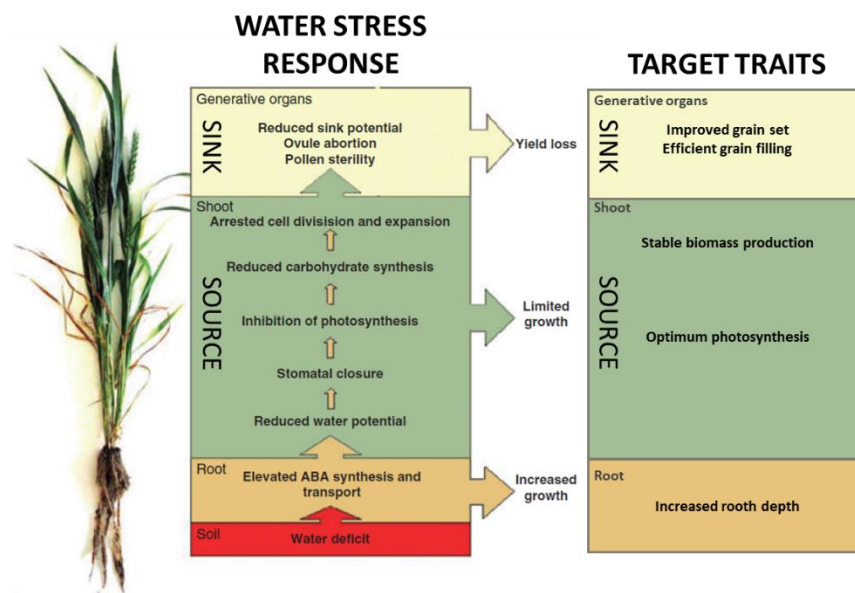 WATER STRESS
RESPONSE
Generative organs
SINK
Reduced sink potential
Ovule abortion
Pollen sterility
Yield loss
Shoot
SOURCE
Arrested cell divisision and expansion
Reduced carbohydrate synthesis
Inhibition of photosynthesis
Stomatal closure
Reduced water potential
Limited
growth
Root
Elevated ABA synthesis and
transport
Increased
growth
Soil
Water deficit
TARGET TRAITS
Generative organs
SINK
Improved grain set
Efficient grain filling
Shoot
SOURCE
Stable biomass production
Optimum photosynthesis
Root
Increased rooth depth